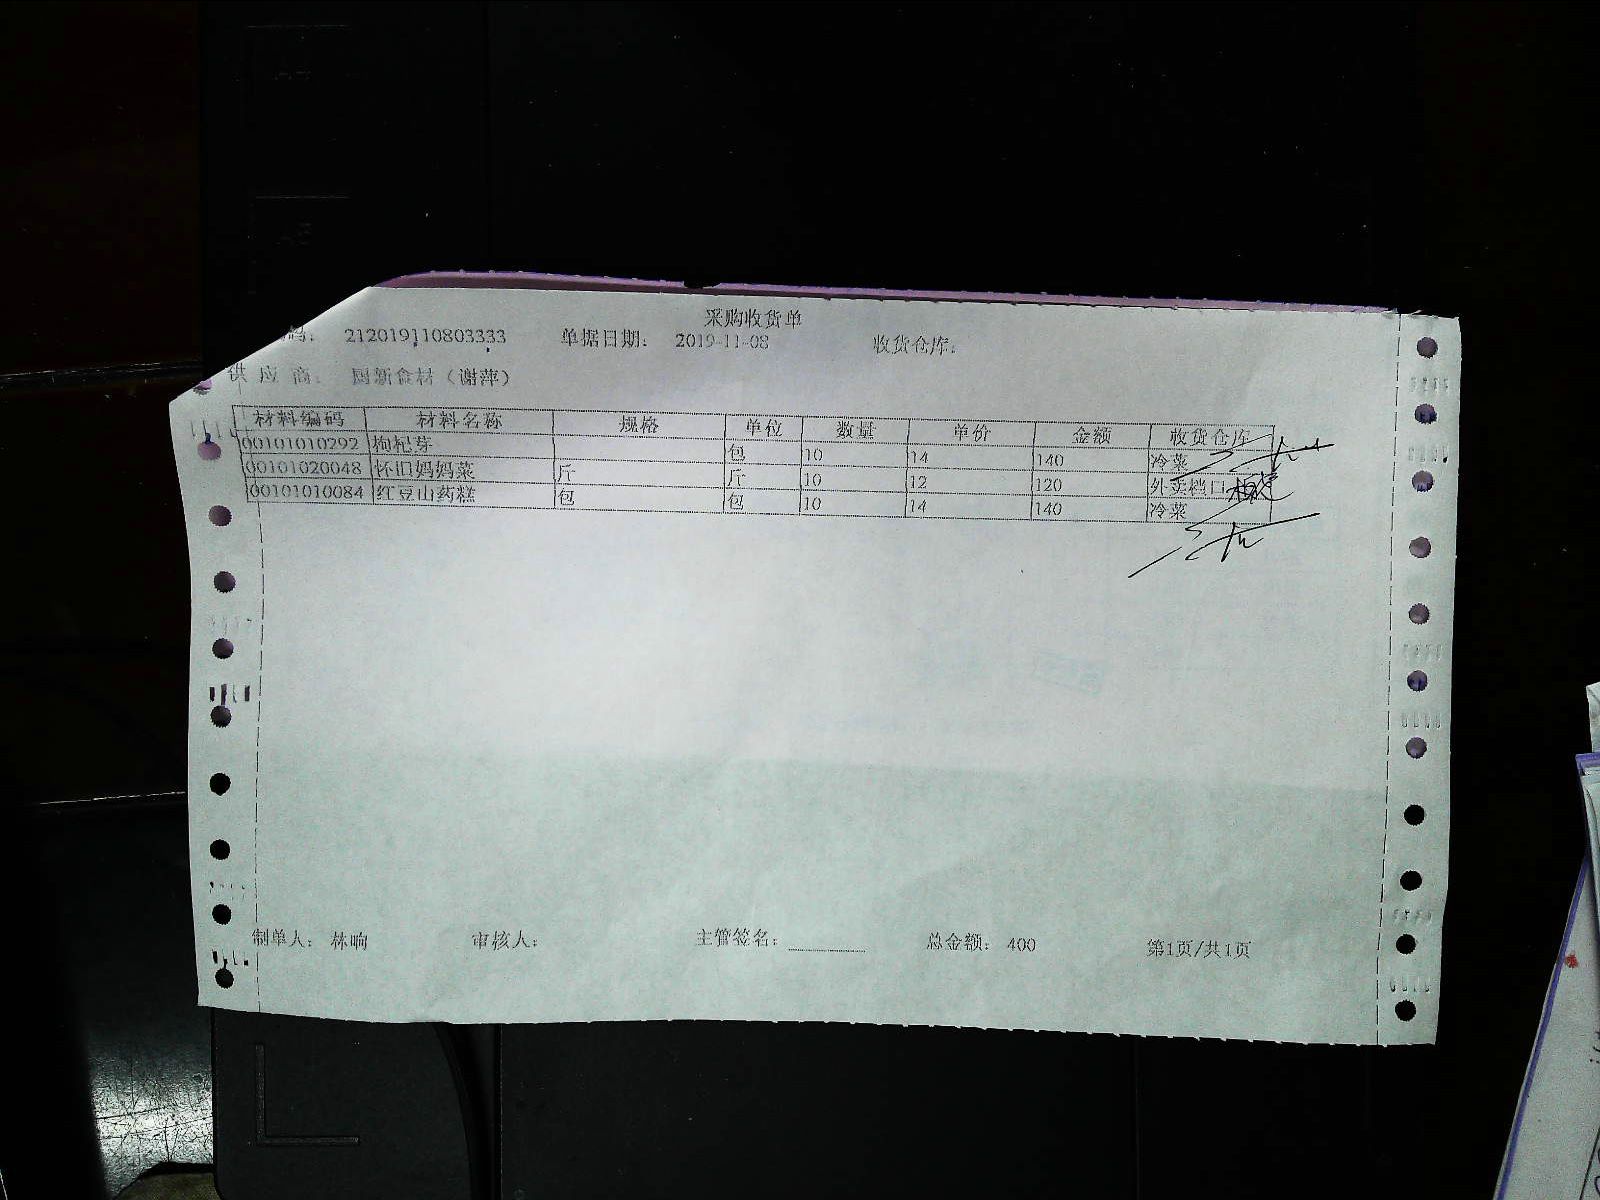 采购收货单
码: 212019110803333 单据日期: 2019-11-08 收货仓库:
供应商: 国新食材（谢萍）
材料编码 材料名称 规格 单位 数量 单价 金额 收货仓库
00101010292 枸杞芽 包 10 14 140 冷菜
00101020048 怀旧妈妈菜 斤 斤 10 12 120 外卖档口
00101010084 红豆山药糕 包 包 10 14 140 冷菜
制单人: 林响 审核人: 主管签名: 总金额: 400 第1页/共1页